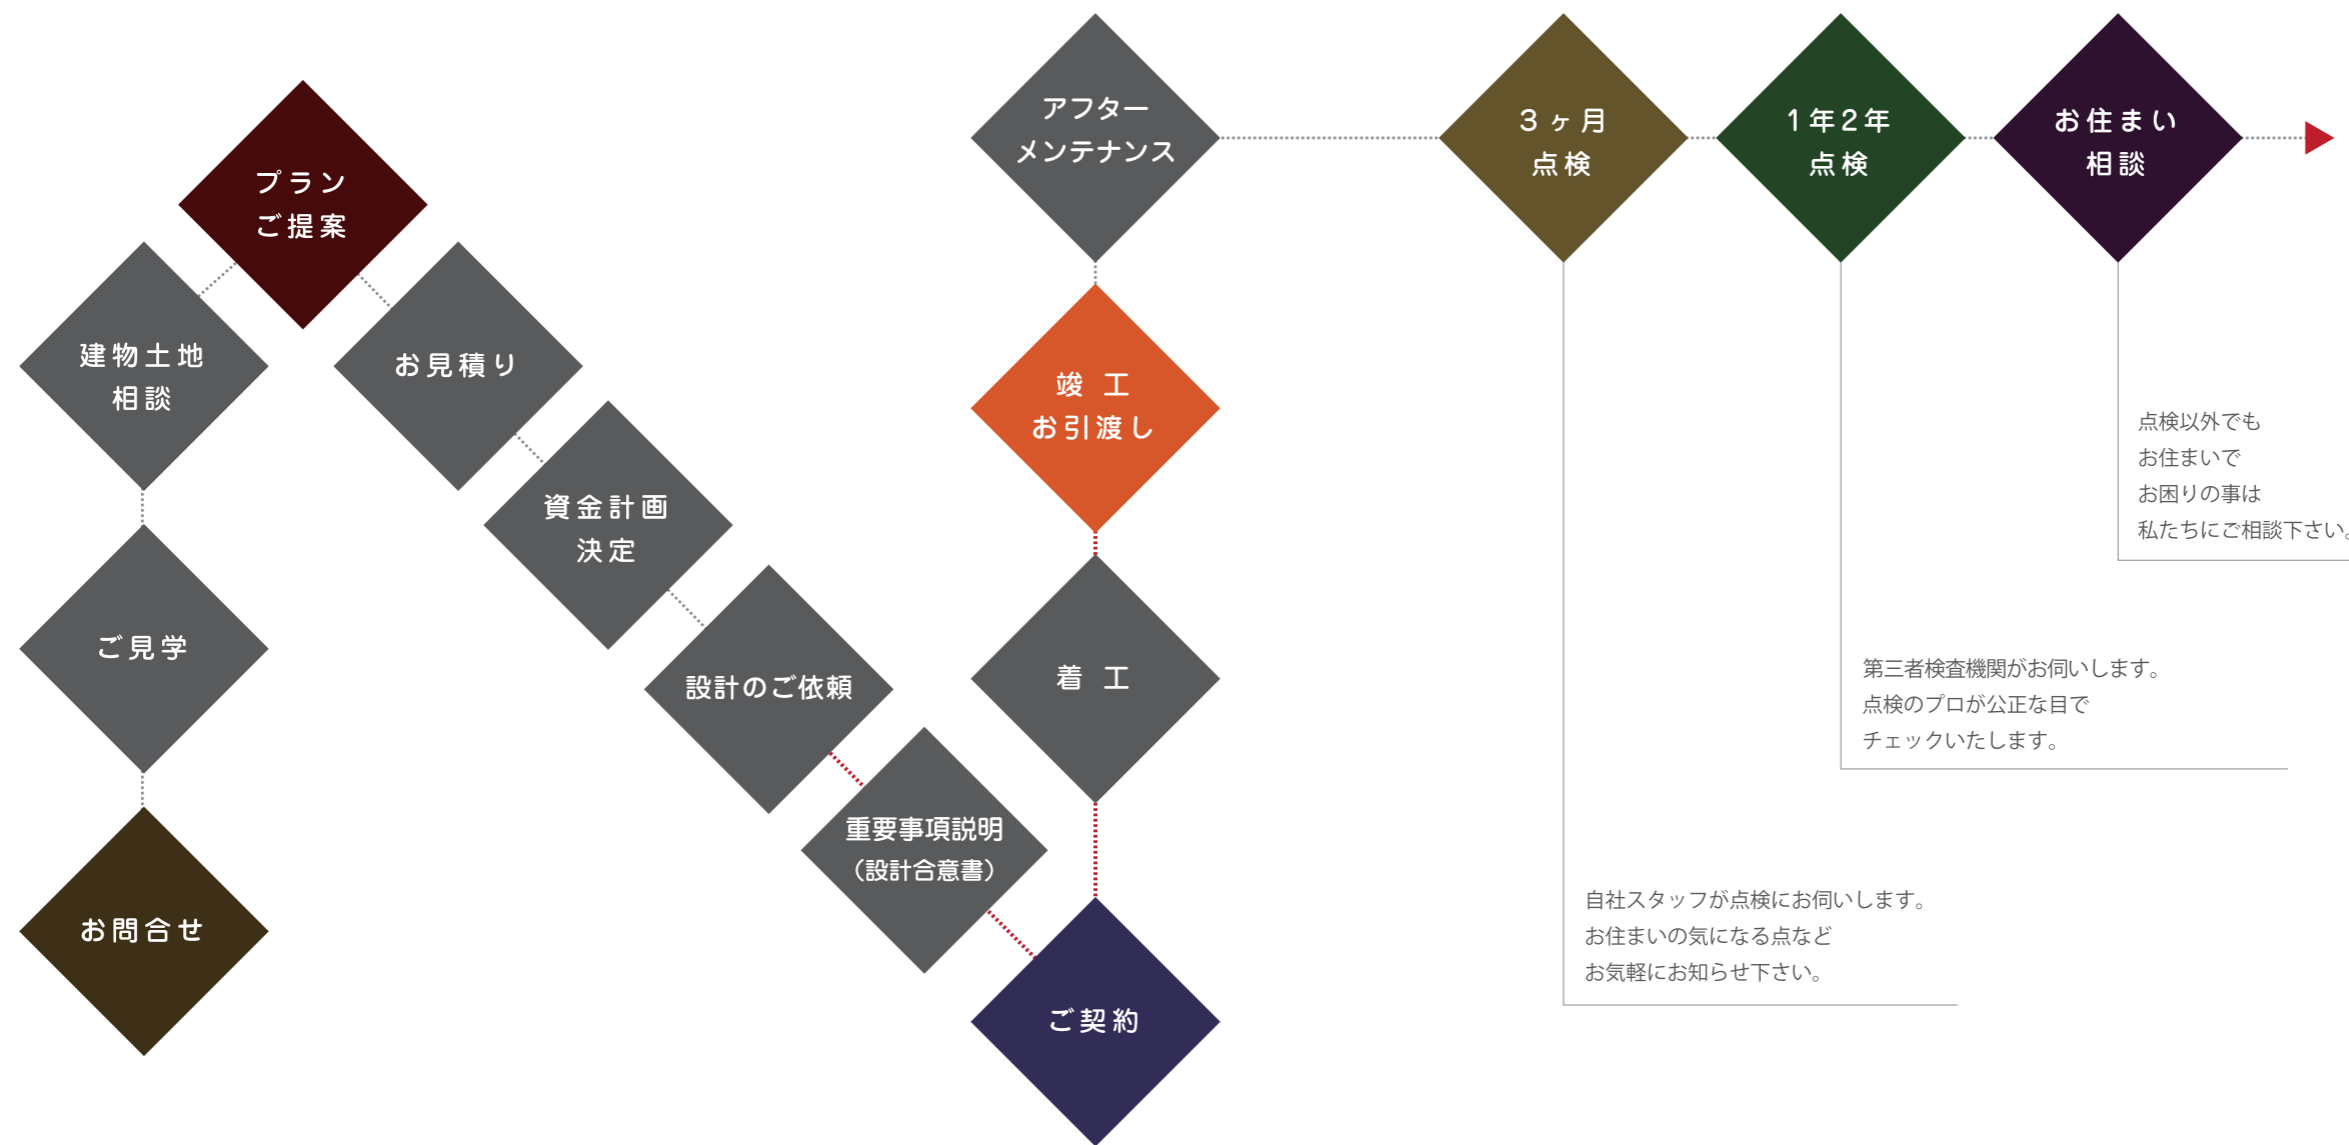 アフター
メンテナンス
3ヶ月
点検
1年2年
点検
お住まい
相談
プラン
ご提案
建物土地
相談
お見積り
竣 工
お引渡し
資金計画
決定
点検以外でも
お住まいで
お困りの事は
私たちにご相談下さい。
ご見学
設計のご依頼
着 工
第三者検査機関がお伺いします。
点検のプロが公正な目で
チェックいたします。
重要事項説明
（設計合意書）
自社スタッフが点検にお伺いします。
お住まいの気になる点など
お気軽にお知らせ下さい。
お問合せ
ご契約